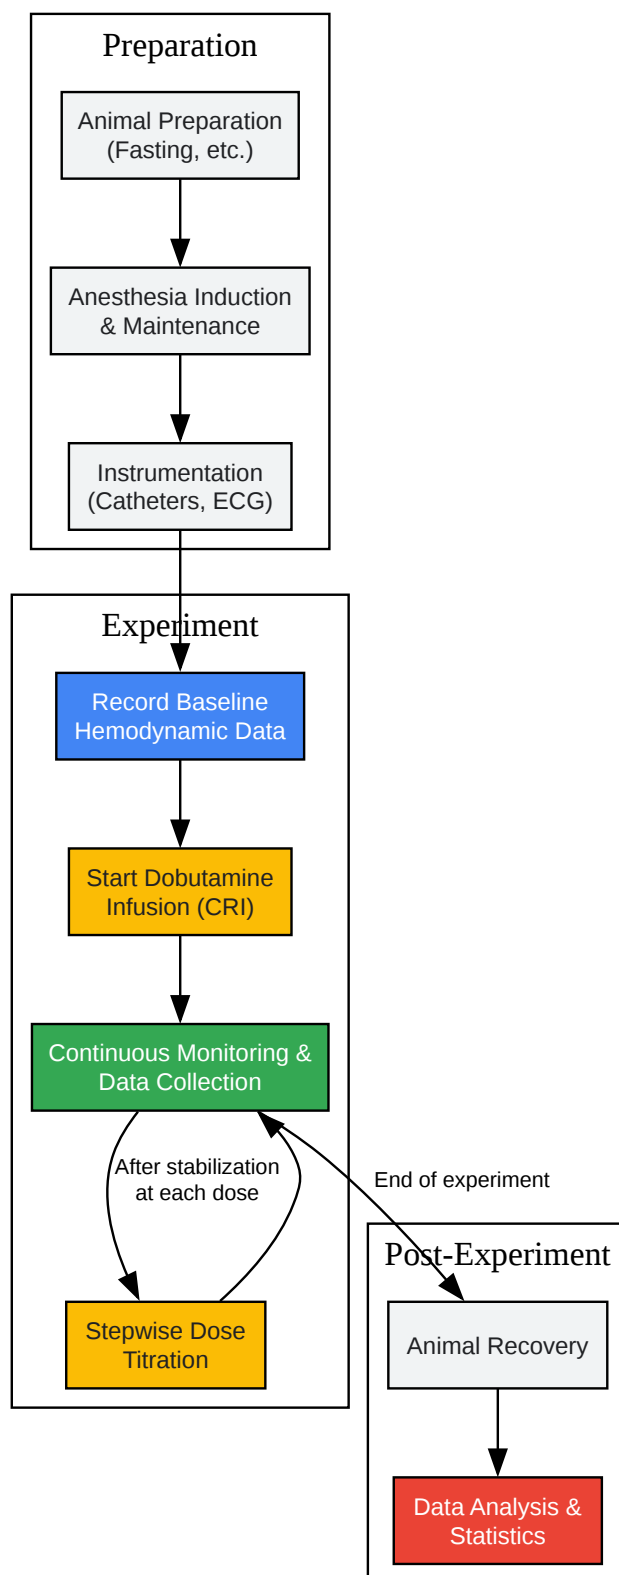 Preparation
Animal Preparation
(Fasting, etc.)
Anesthesia Induction
& Maintenance
Instrumentation
(Catheters, ECG)
Experiment
Record Baseline
Hemodynamic Data
Start Dobutamine
Infusion (CRI)
Continuous Monitoring &
Data Collection
After stabilization
at each dose
End of experiment
Stepwise Dose
Titration
Post-Experiment
Animal Recovery
Data Analysis &
Statistics